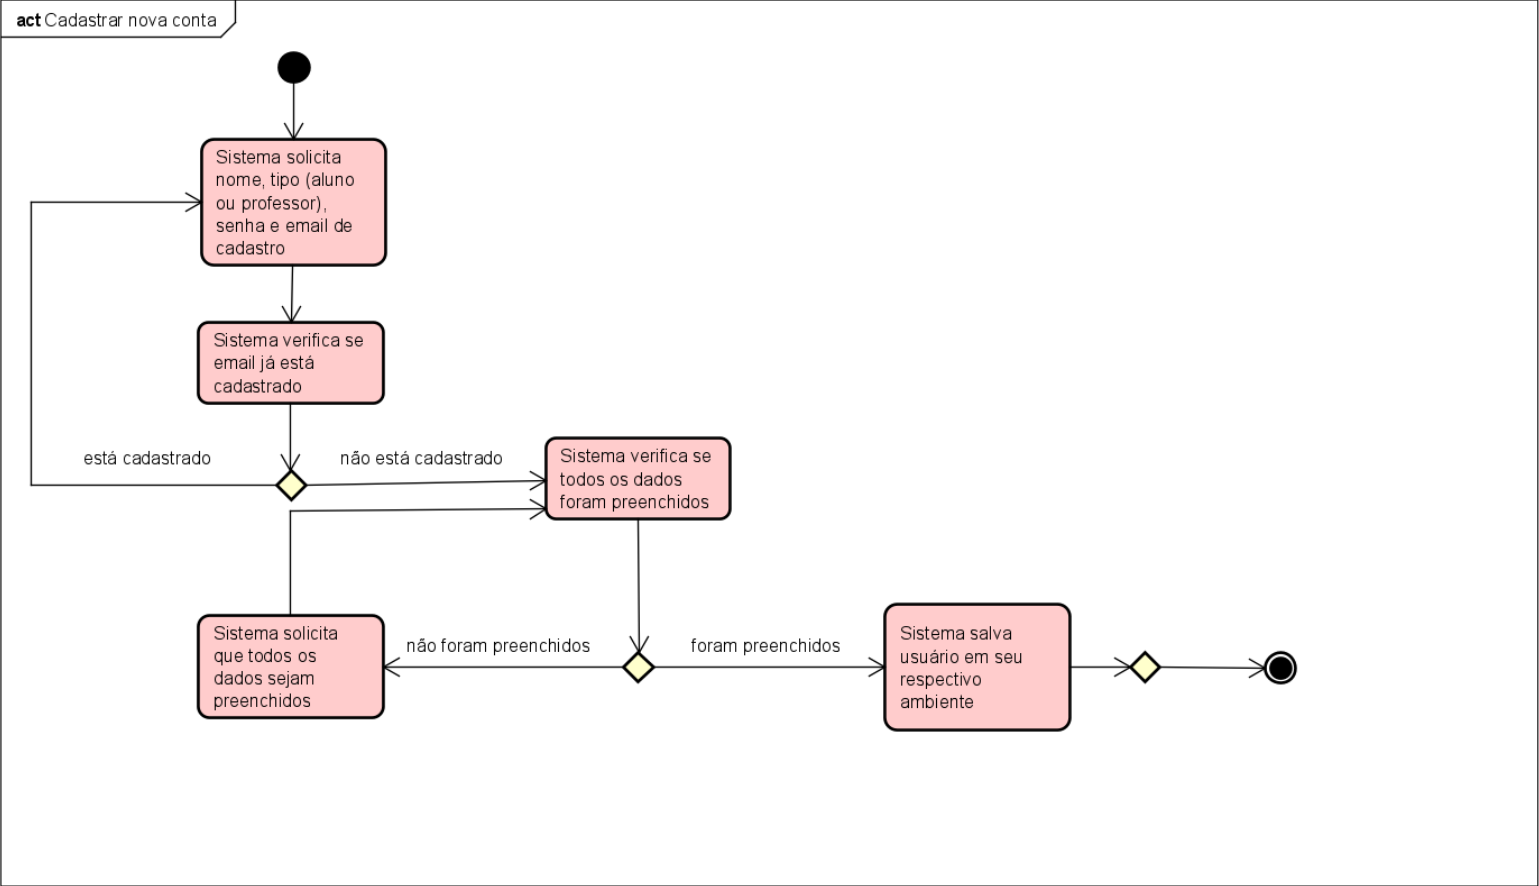 act Cadastrar nova conta
Sistema solicita
nome, tipo (aluno
ou professor),
senha e email de
cadastro
Sistema verifica se
email já está
cadastrado
está cadastrado
não está cadastrado
Sistema verifica se
todos os dados
foram preenchidos
Sistema solicita
que todos os
dados sejam
preenchidos
não foram preenchidos
foram preenchidos
Sistema salva
usuário em seu
respectivo
ambiente